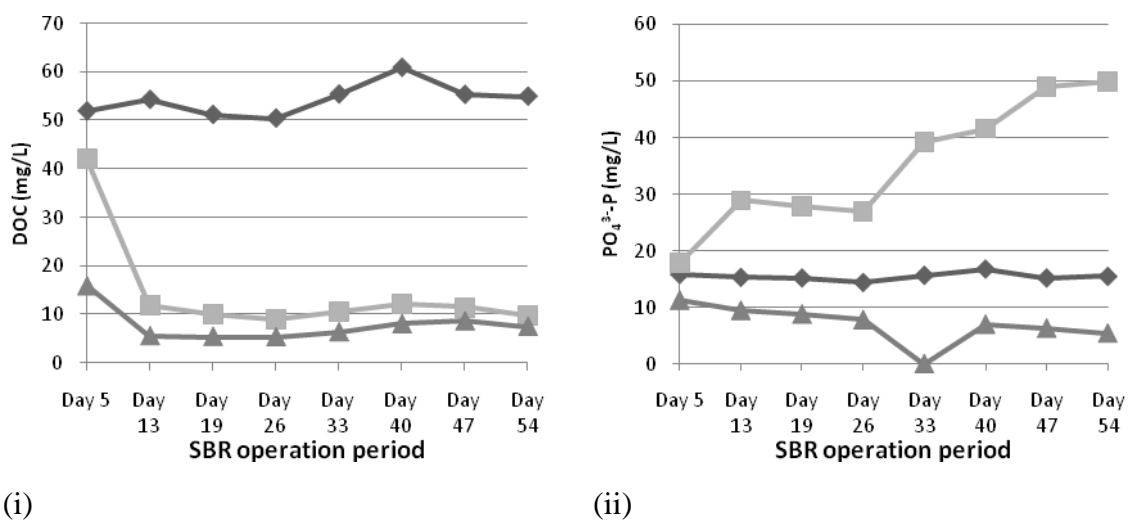 70
60
50
40
30
20
10
0
DOC (mg/L)
Day 5 Day 13 Day 19 Day 26 Day 33 Day 40 Day 47 Day 54
SBR operation period
(i)
60
50
40
30
20
10
0
PO₄³⁻-P (mg/L)
Day 5 Day 13 Day 19 Day 26 Day 33 Day 40 Day 47 Day 54
SBR operation period
(ii)